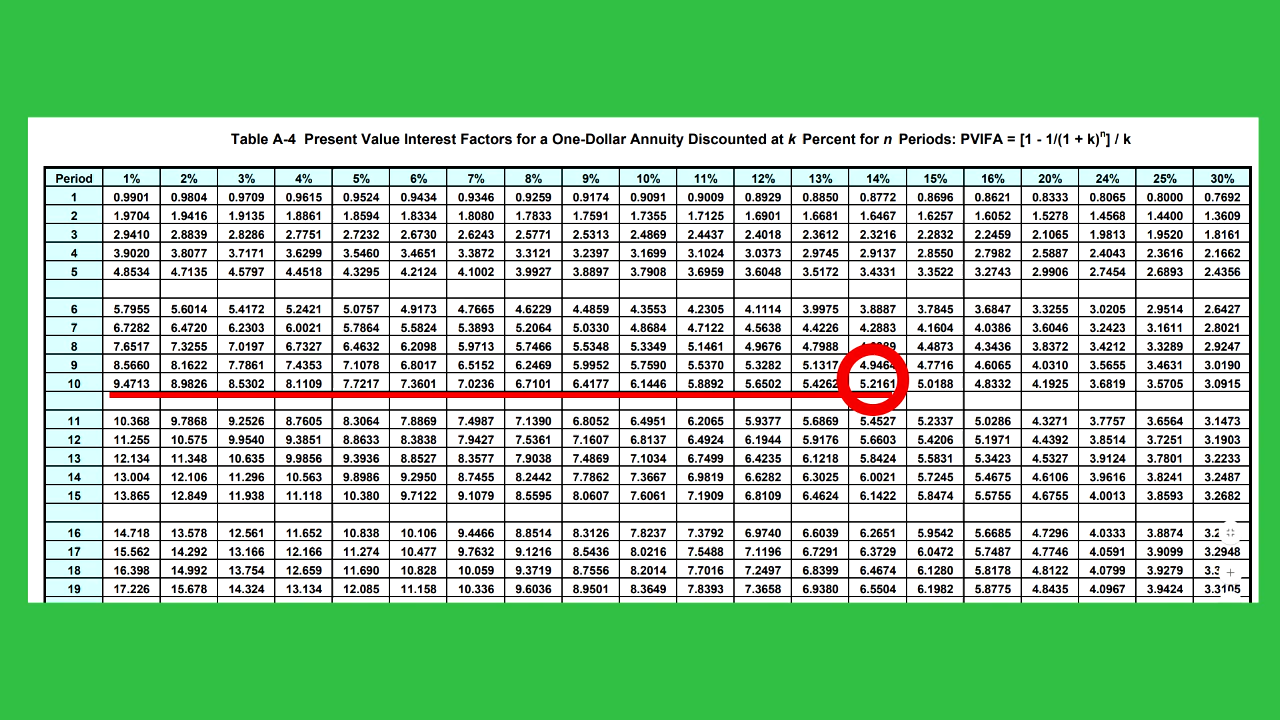 Table A-4 Present Value Interest Factors for a One-Dollar Annuity Discounted at k Percent for n Periods: PVIFA = [1 - 1/(1 + k)ⁿ] / k
Period 1% 2% 3% 4% 5% 6% 7% 8% 9% 10% 11% 12% 13% 14% 15% 16% 20% 24% 25% 30%
1 0.9901 0.9804 0.9709 0.9615 0.9524 0.9434 0.9346 0.9259 0.9174 0.9091 0.9009 0.8929 0.8850 0.8772 0.8696 0.8621 0.8333 0.8065 0.8000 0.7692
2 1.9704 1.9416 1.9135 1.8861 1.8594 1.8334 1.8080 1.7833 1.7591 1.7355 1.7125 1.6901 1.6681 1.6467 1.6257 1.6052 1.5278 1.4568 1.4400 1.3609
3 2.9410 2.8839 2.8286 2.7751 2.7232 2.6730 2.6243 2.5771 2.5313 2.4869 2.4437 2.4018 2.3612 2.3216 2.2832 2.2459 2.1065 1.9813 1.9520 1.8161
4 3.9020 3.8077 3.7171 3.6299 3.5460 3.4651 3.3872 3.3121 3.2397 3.1699 3.1024 3.0373 2.9745 2.9137 2.8550 2.7982 2.5887 2.4043 2.3616 2.1662
5 4.8534 4.7135 4.5797 4.4518 4.3295 4.2124 4.1002 3.9927 3.8897 3.7908 3.6959 3.6048 3.5172 3.4331 3.3522 3.2743 2.9906 2.7454 2.6893 2.4356
6 5.7955 5.6014 5.4172 5.2421 5.0757 4.9173 4.7665 4.6229 4.4859 4.3553 4.2305 4.1114 3.9975 3.8887 3.7845 3.6847 3.3255 3.0205 2.9514 2.6427
7 6.7282 6.4720 6.2303 6.0021 5.7864 5.5824 5.3893 5.2064 5.0330 4.8684 4.7122 4.5638 4.4226 4.2883 4.1604 4.0386 3.6046 3.2423 3.1611 2.8021
8 7.6517 7.3255 7.0197 6.7327 6.4632 6.2098 5.9713 5.7466 5.5348 5.3349 5.1461 4.9676 4.7988 4.4873 4.3436 3.8372 3.4212 3.3289 2.9247
9 8.5660 8.1622 7.7861 7.4353 7.1078 6.8017 6.5152 6.2469 5.9952 5.7590 5.5370 5.3282 5.1317 4.9464 4.7716 4.6065 4.0310 3.5655 3.4631 3.0190
10 9.4713 8.9826 8.5302 8.1109 7.7217 7.3601 7.0236 6.7101 6.4177 6.1446 5.8892 5.6502 5.4262 5.2161 5.0188 4.8332 4.1925 3.6819 3.5705 3.0915
11 10.368 9.7868 9.2526 8.7605 8.3064 7.8869 7.4987 7.1390 6.8052 6.4951 6.2065 5.9377 5.6869 5.4527 5.2337 5.0286 4.3271 3.7757 3.6564 3.1473
12 11.255 10.575 9.9540 9.3851 8.8633 8.3838 7.9427 7.5361 7.1607 6.8137 6.4924 6.1944 5.9176 5.6603 5.4206 5.1971 4.4392 3.8514 3.7251 3.1903
13 12.134 11.348 10.635 9.9856 9.3936 8.8527 8.3577 7.9038 7.4869 7.1034 6.7499 6.4235 6.1218 5.8424 5.5831 5.3423 4.5327 3.9124 3.7801 3.2233
14 13.004 12.106 11.296 10.563 9.8986 9.2950 8.7455 8.2442 7.7862 7.3667 6.9819 6.6282 6.3025 6.0021 5.7245 5.4675 4.6106 3.9616 3.8241 3.2487
15 13.865 12.849 11.938 11.118 10.380 9.7122 9.1079 8.5595 8.0607 7.6061 7.1909 6.8109 6.4624 6.1422 5.8474 5.5755 4.6755 4.0013 3.8593 3.2682
16 14.718 13.578 12.561 11.652 10.838 10.106 9.4466 8.8514 8.3126 7.8237 7.3792 6.9740 6.6039 6.2651 5.9542 5.6685 4.7296 4.0333 3.8874
17 15.562 14.292 13.166 12.166 11.274 10.477 9.7632 9.1216 8.5436 8.0216 7.5488 7.1196 6.7291 6.3729 6.0472 5.7487 4.7746 4.0591 3.9099 3.2948
18 16.398 14.992 13.754 12.659 11.690 10.828 10.059 9.3719 8.7556 8.2014 7.7016 7.2497 6.8399 6.4674 6.1280 5.8178 4.8122 4.0799 3.9279
19 17.226 15.678 14.324 13.134 12.085 11.158 10.336 9.6036 8.9501 8.3649 7.8393 7.3658 6.9380 6.5504 6.1982 5.8775 4.8435 4.0967 3.9424 3.3105